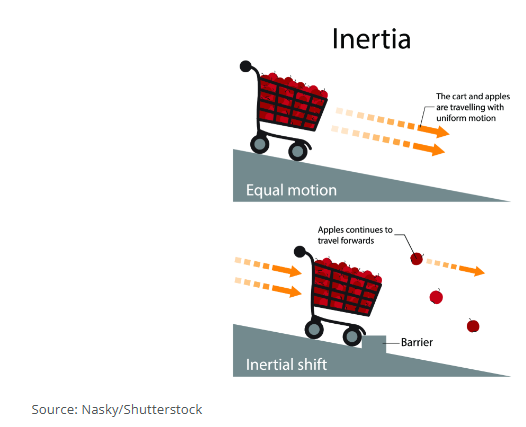 Inertia
The cart and apples
are travelling with
uniform motion
Equal motion
Apples continues to
travel forwards
Barrier
Inertial shift
Source: Nasky/Shutterstock